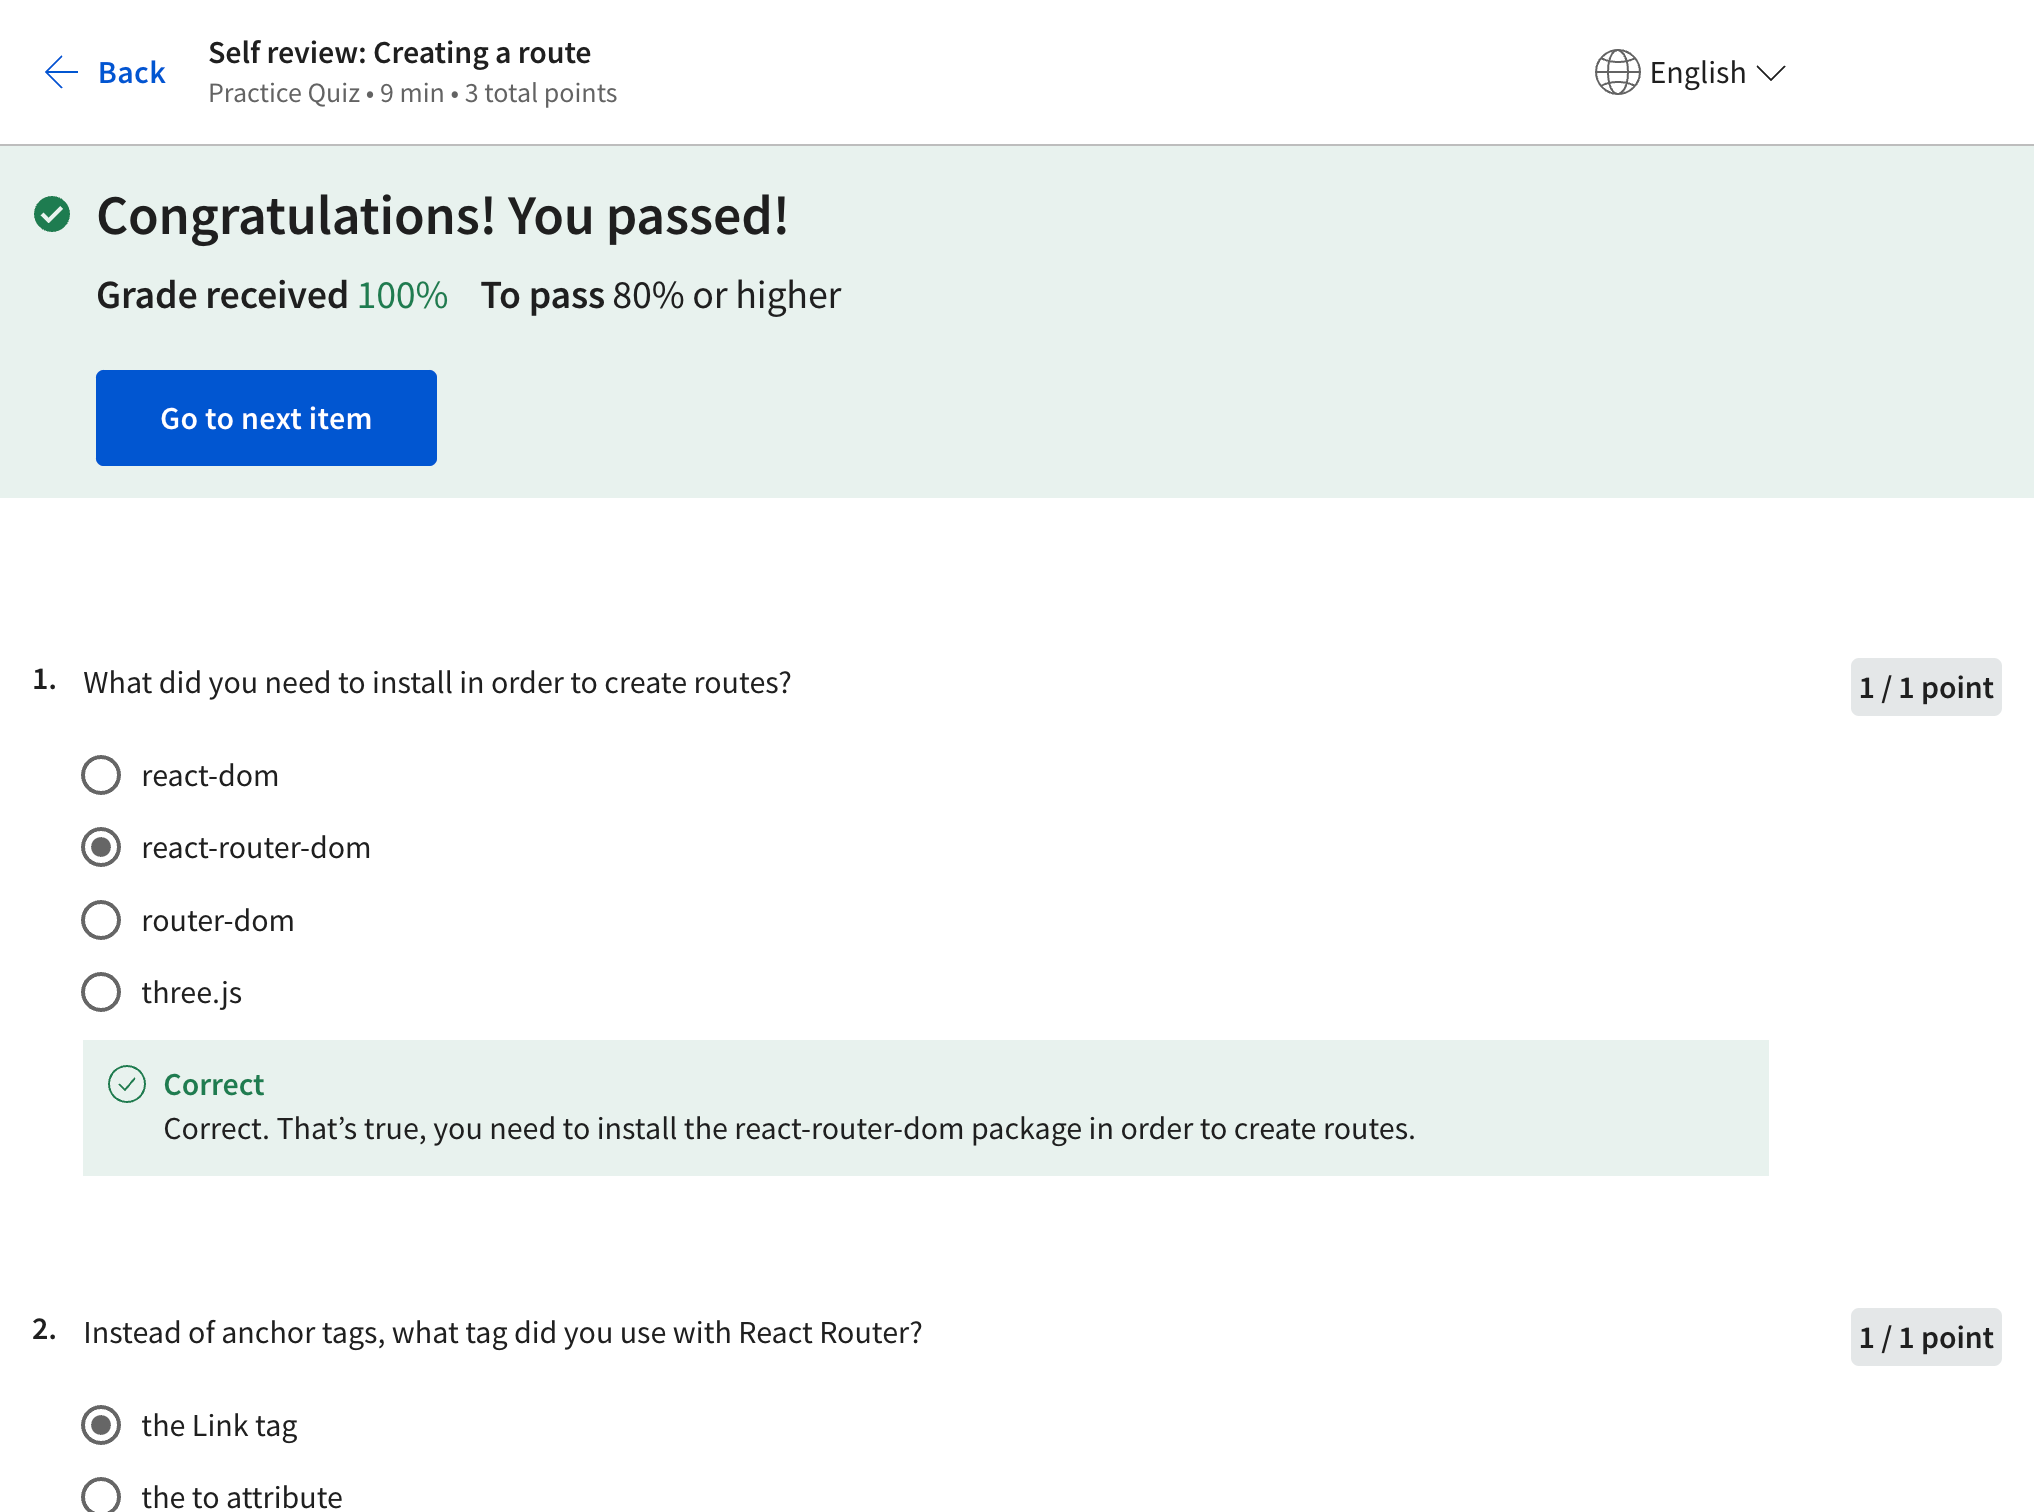 Back
Self review: Creating a route
Practice Quiz • 9 min • 3 total points
English
Congratulations! You passed!
Grade received 100% To pass 80% or higher
Go to next item
1. What did you need to install in order to create routes?
1 / 1 point
react-dom
react-router-dom
router-dom
three.js
Correct
Correct. That’s true, you need to install the react-router-dom package in order to create routes.
2. Instead of anchor tags, what tag did you use with React Router?
1 / 1 point
the Link tag
the to attribute